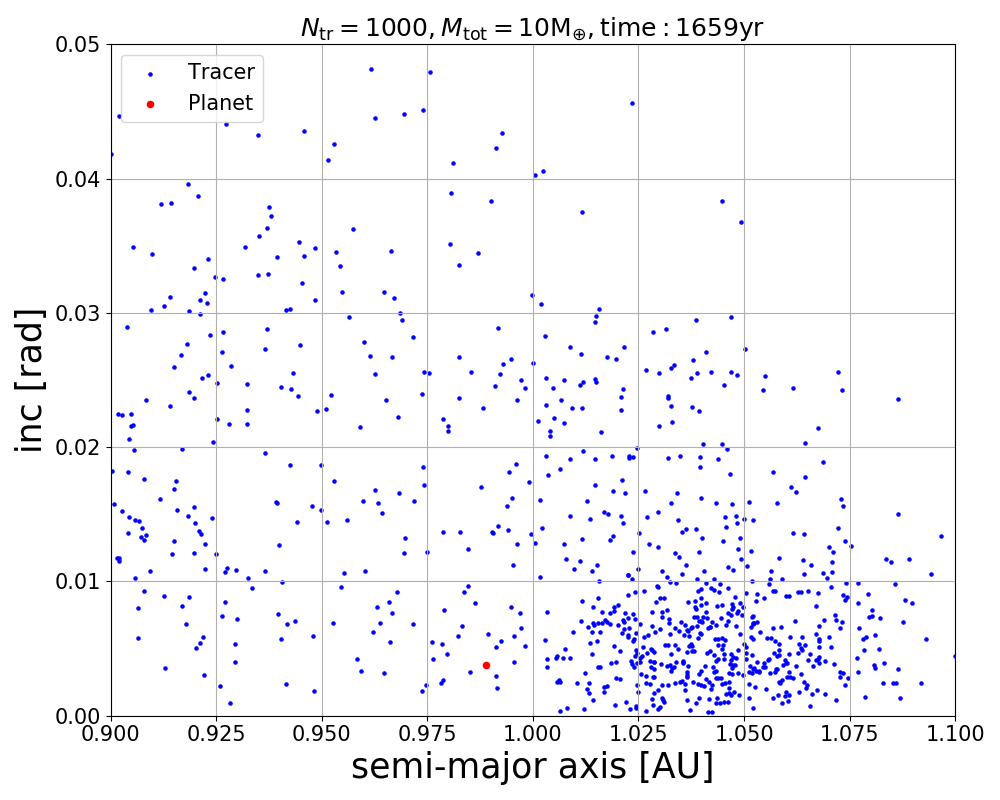 N_tr = 1000, M_tot = 10M_⊕, time : 1659yr
Tracer
Planet
inc [rad]
0.05
0.04
0.03
0.02
0.01
0.00
0.900 0.925 0.950 0.975 1.000 1.025 1.050 1.075 1.100
semi-major axis [AU]